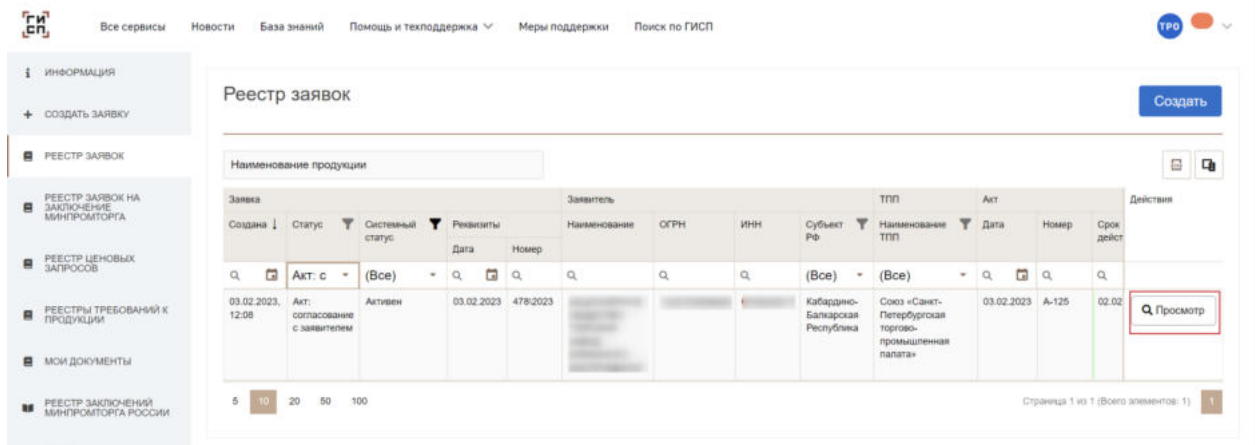 ГИСП
Все сервисы Новости База знаний Помощь и техподдержка Меры поддержки Поиск по ГИСП
ТРО
ИНФОРМАЦИЯ
СОЗДАТЬ ЗАЯВКУ
РЕЕСТР ЗАЯВОК
РЕЕСТР ЗАЯВОК НА
ЗАКЛЮЧЕНИЕ
МИНПРОМТОРГА
РЕЕСТР ЦЕНОВЫХ
ЗАПРОСОВ
РЕЕСТРЫ ТРЕБОВАНИЙ К
ПРОДУКЦИИ
МОИ ДОКУМЕНТЫ
РЕЕСТР ЗАКЛЮЧЕНИЙ
МИНПРОМТОРГА РОССИИ
Реестр заявок
Создать
Наименование продукции
Заявка Заявитель ТПП Акт Действия
Создана Статус Системный Реквизиты Наименование ОГРН ИНН Субъект Наименование Дата Номер Срок
статус РФ ТПП дейст
Дата Номер
Акт: с (Все) (Все) (Все)
03.02.2023, Акт: Активен 03.02.2023 478\2023 Кабардино- Союз «Санкт- 03.02.2023 А-125 02.02
12:08 согласование Балкарская Петербургская
с заявителем Республика торгово-
промышленная
палата»
Просмотр
5 10 20 50 100
Страница 1 из 1 (Всего элементов: 1) 1